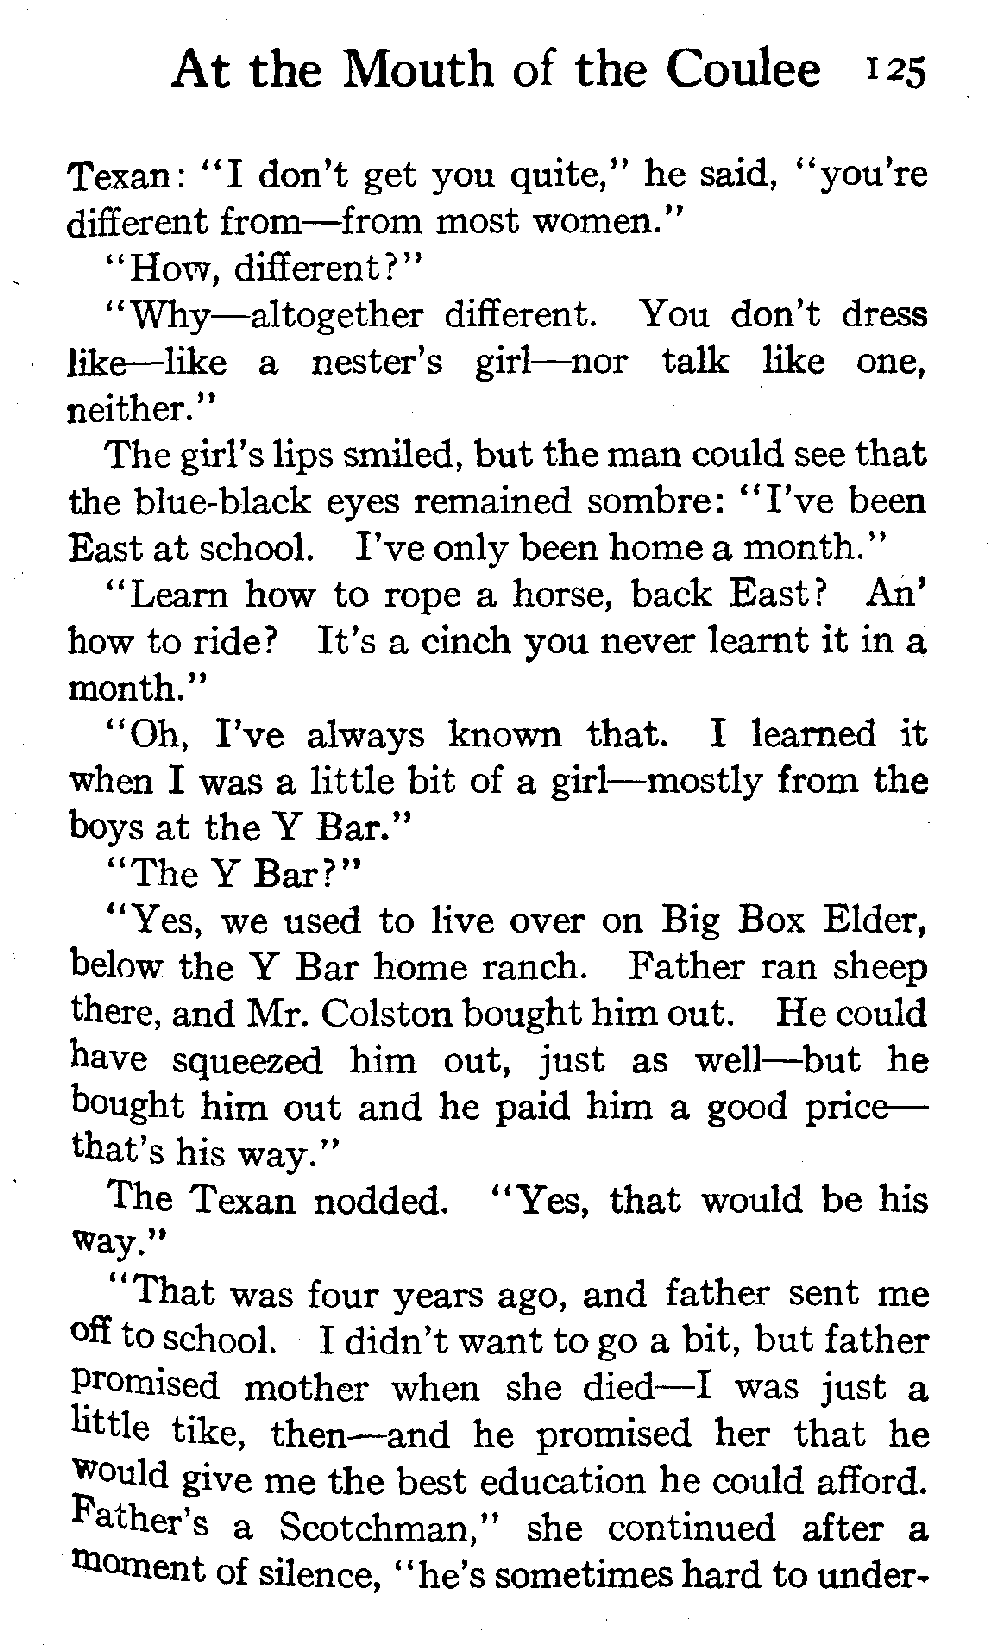 At the Mouth of the Coulee 125
Texan: "I don't get you quite," he said, "you're
different from—from most women."
"How, different?"
"Why—altogether different. You don't dress
like—like a nester's girl—nor talk like one,
neither."
The girl's lips smiled, but the man could see that
the blue-black eyes remained sombre: "I've been
East at school. I've only been home a month."
"Learn how to rope a horse, back East? An'
how to ride? It's a cinch you never learnt it in a
month."
"Oh, I've always known that. I learned it
when I was a little bit of a girl—mostly from the
boys at the Y Bar."
"The Y Bar?"
"Yes, we used to live over on Big Box Elder,
below the Y Bar home ranch. Father ran sheep
there, and Mr. Colston bought him out. He could
have squeezed him out, just as well—but he
bought him out and he paid him a good price—
that's his way."
The Texan nodded. "Yes, that would be his
way."
"That was four years ago, and father sent me
off to school. I didn't want to go a bit, but father
promised mother when she died—I was just a
little tike, then—and he promised her that he
would give me the best education he could afford.
Father's a Scotchman," she continued after a
moment of silence, "he's sometimes hard to under-